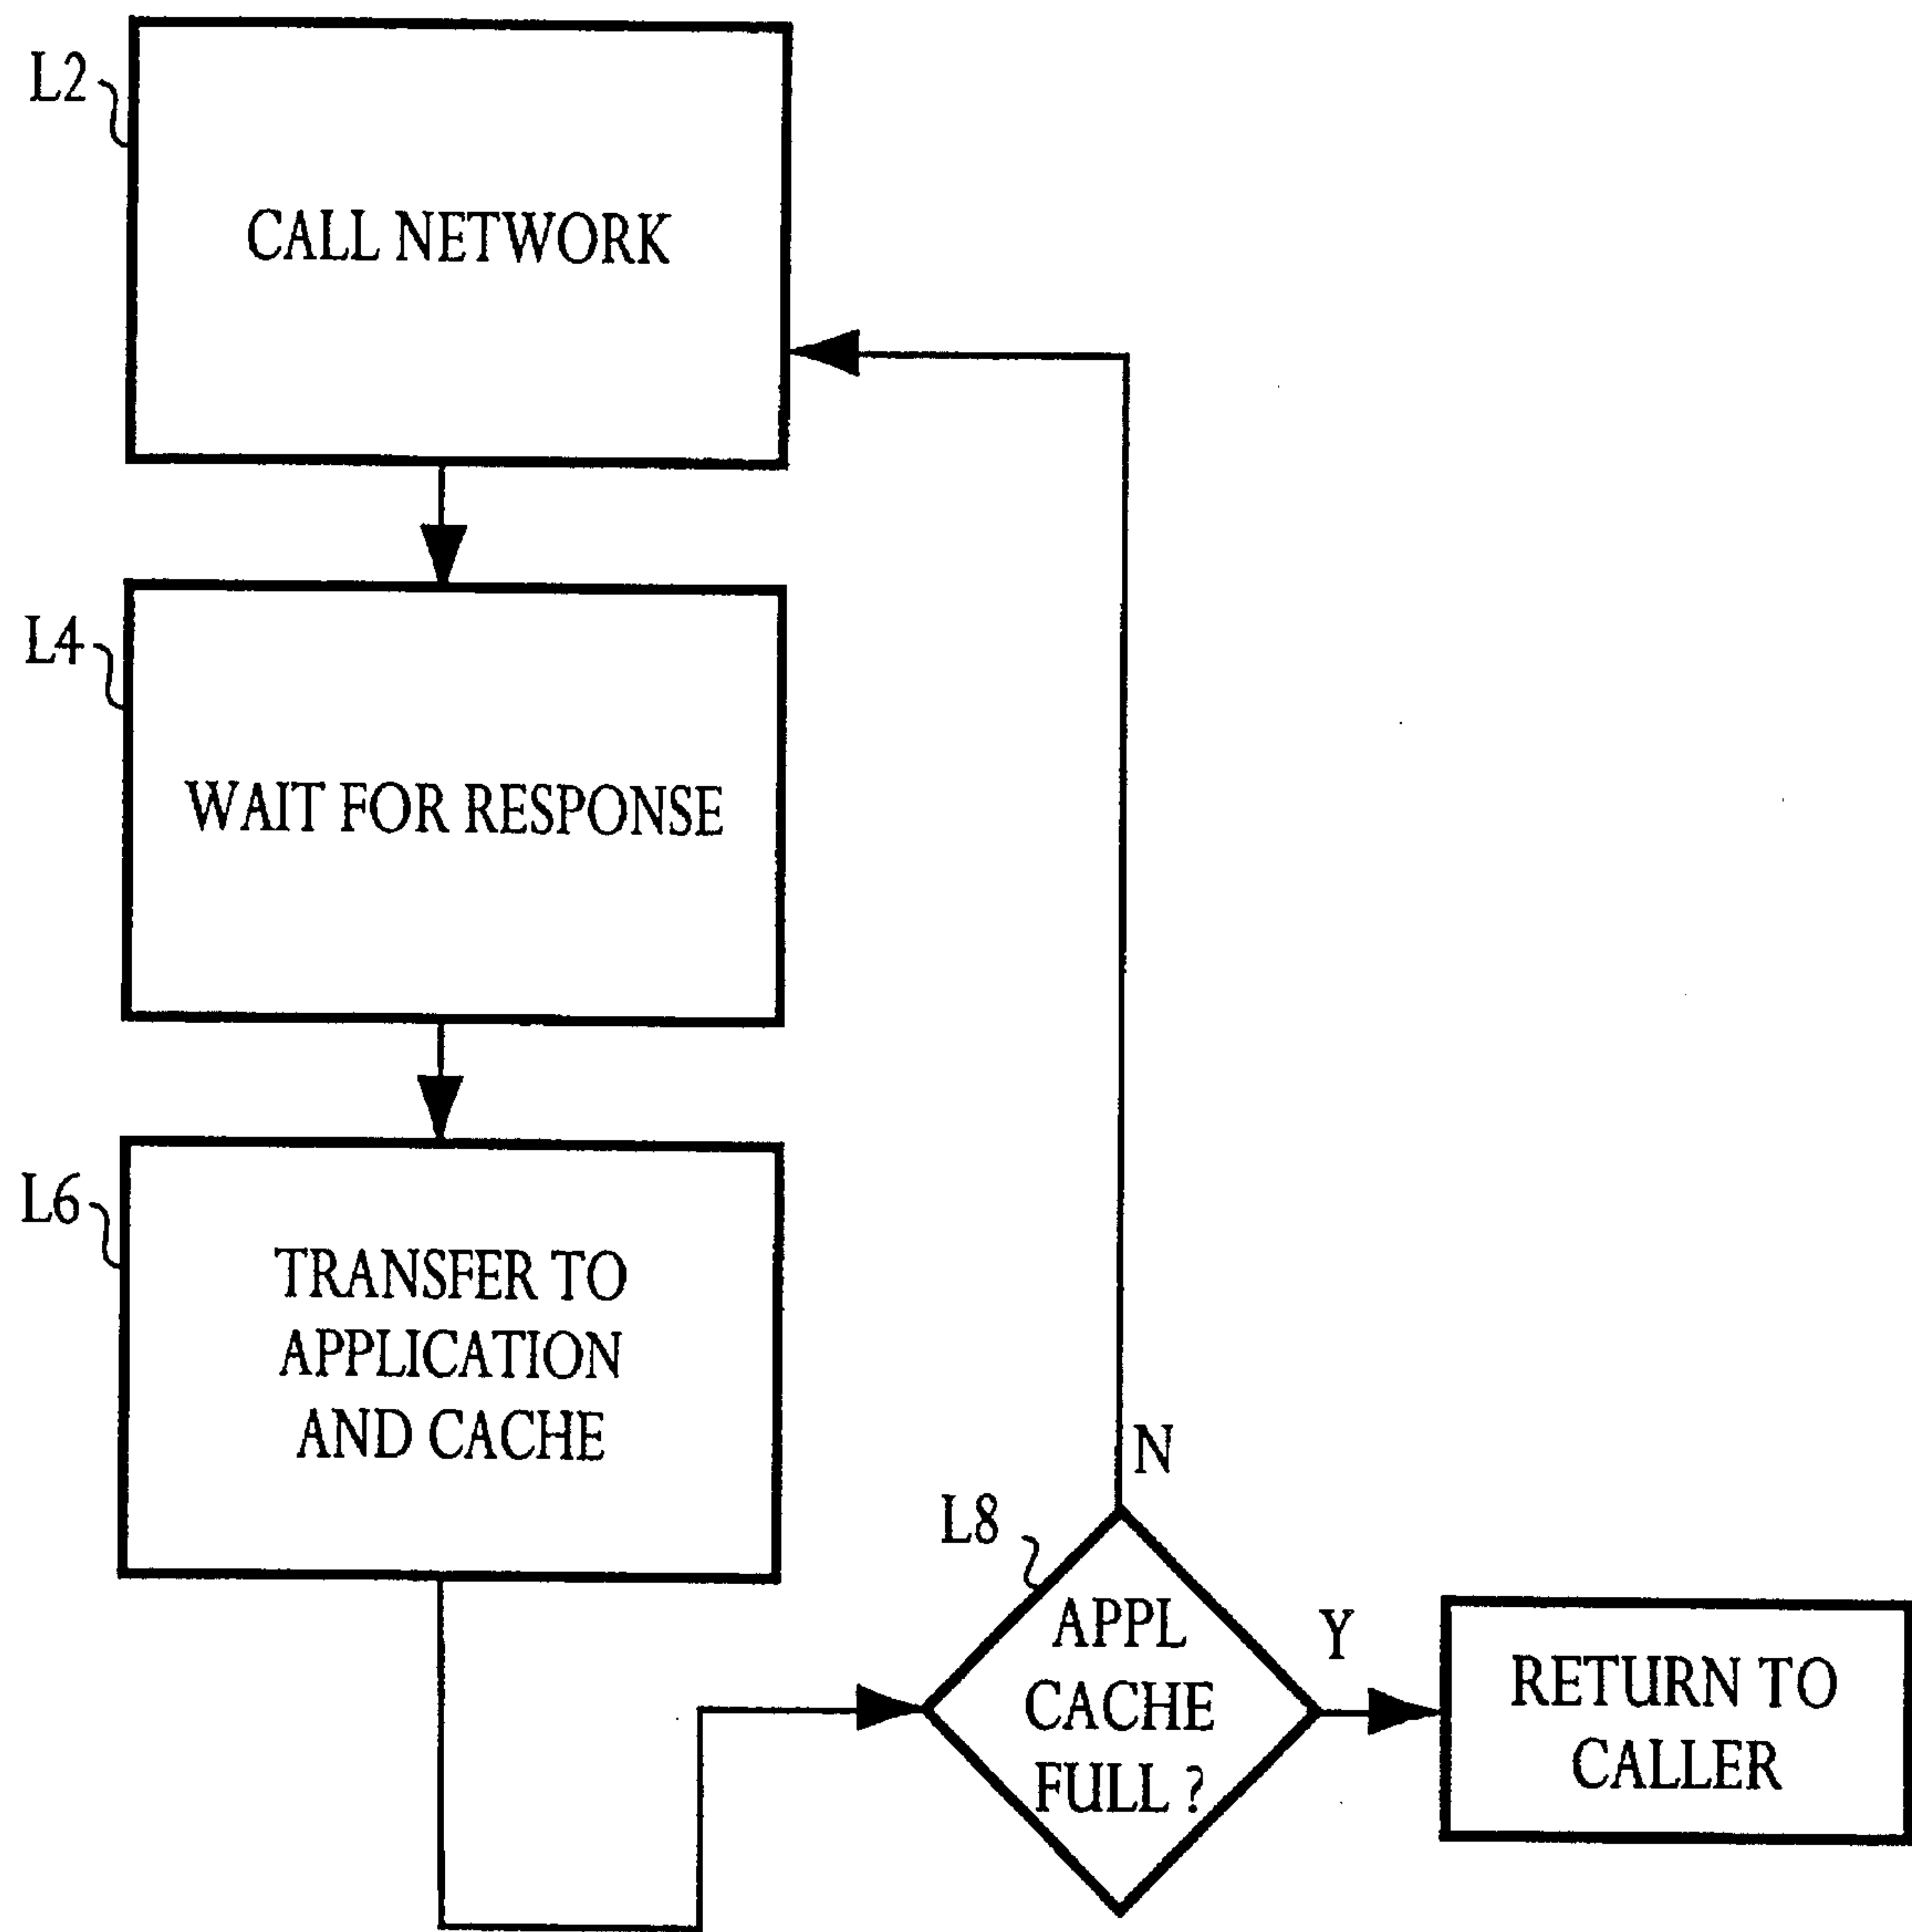 L2
CALL NETWORK
L4
WAIT FOR RESPONSE
L6
TRANSFER TO
APPLICATION
AND CACHE
N
L8
APPL
CACHE
FULL ?
Y
RETURN TO
CALLER